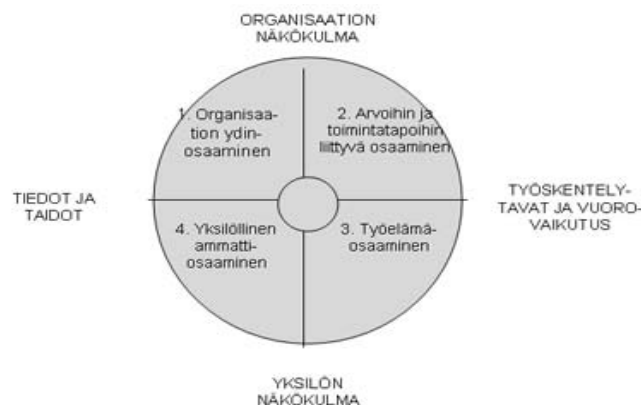 ORGANISAATION
NÄKÖKULMA
1. Organisaa-
tion ydin-
osaaminen
2. Arvoihin ja
toimintatapoihin
liittyvä osaaminen
TIEDOT JA
TAIDOT
TYÖSKENTELY-
TAVAT JA VUORO-
VAIKUTUS
4. Yksilöllinen
ammatti-
osaaminen
3. Työelämä-
osaaminen
YKSILÖN
NÄKÖKULMA